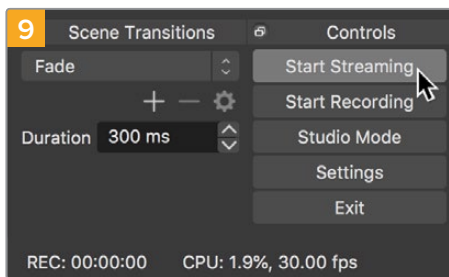 9
Scene Transitions
Controls
Fade
Start Streaming
Start Recording
Duration 300 ms
Studio Mode
Settings
Exit
REC: 00:00:00 CPU: 1.9%, 30.00 fps